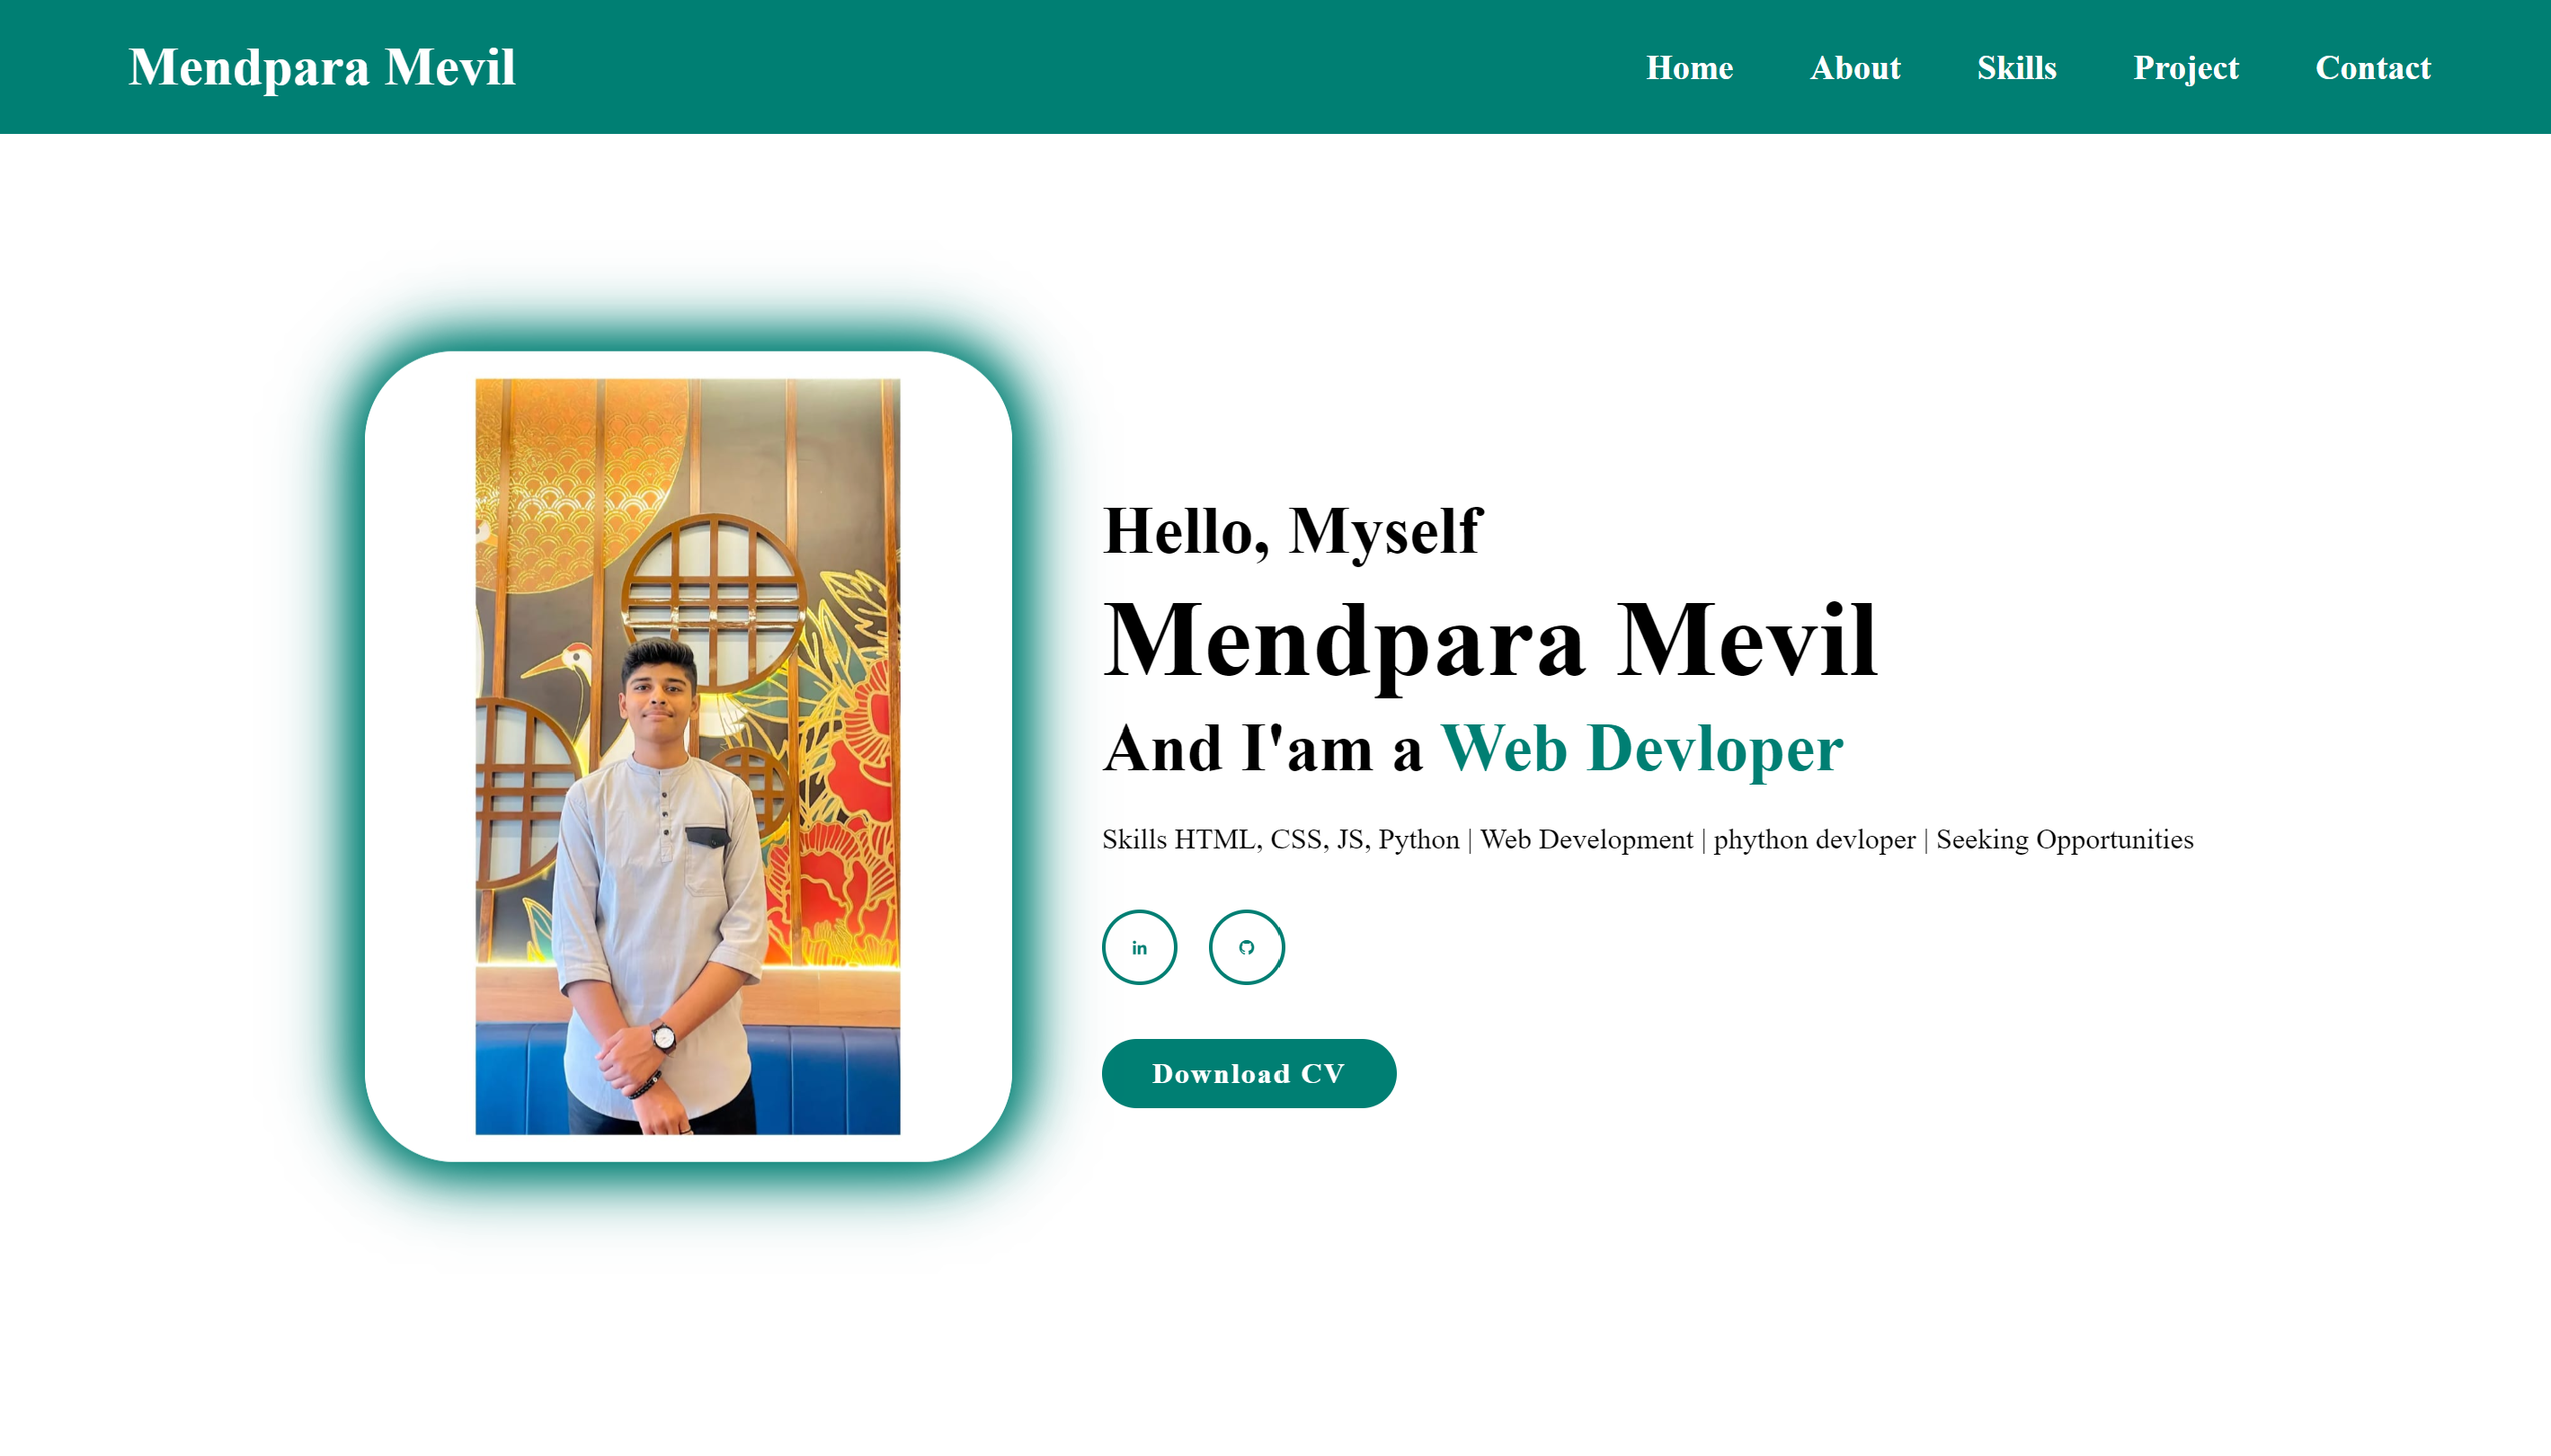 Mendpara Mevil
Home About Skills Project Contact
Hello, Myself
Mendpara Mevil
And I'am a Web Devloper
Skills HTML, CSS, JS, Python | Web Development | phython devloper | Seeking Opportunities
in
Download CV